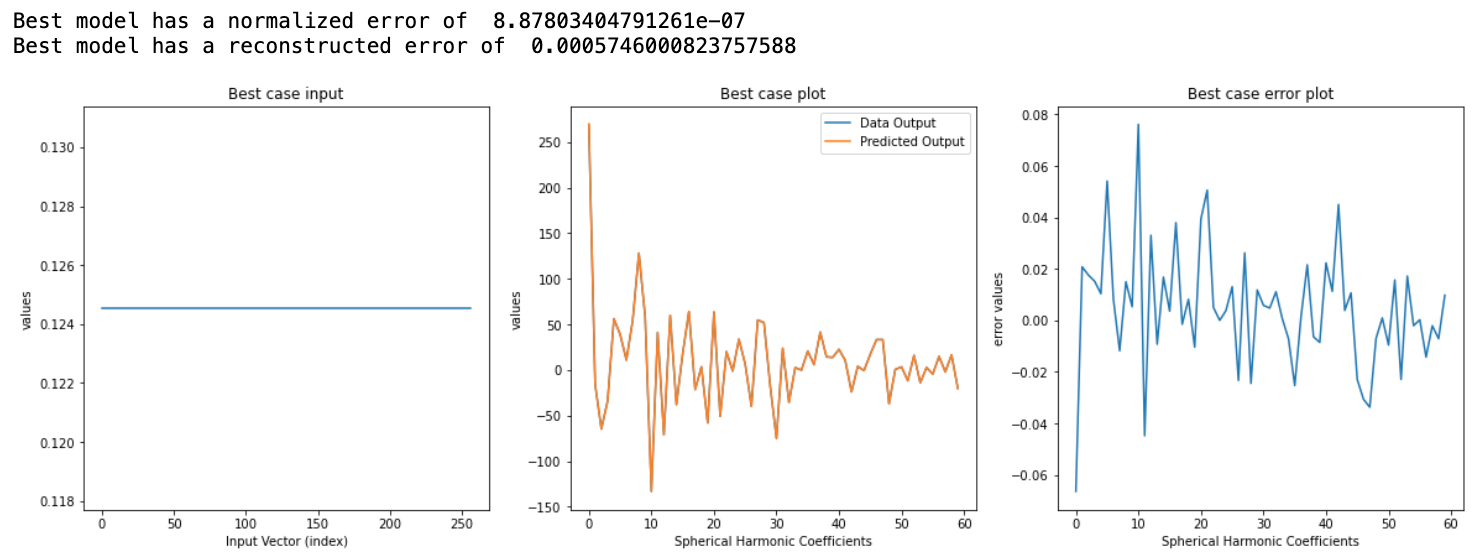 Best model has a normalized error of  8.87803404791261e-07
Best model has a reconstructed error of  0.0005746000823757588
Best case input
values
0.130
0.128
0.126
0.124
0.122
0.120
0.118
0 50 100 150 200 250
Input Vector (index)
Best case plot
Data Output
Predicted Output
values
250
200
150
100
50
0
−50
−100
−150
0 10 20 30 40 50 60
Spherical Harmonic Coefficients
Best case error plot
error values
0.08
0.06
0.04
0.02
0.00
−0.02
−0.04
−0.06
0 10 20 30 40 50 60
Spherical Harmonic Coefficients